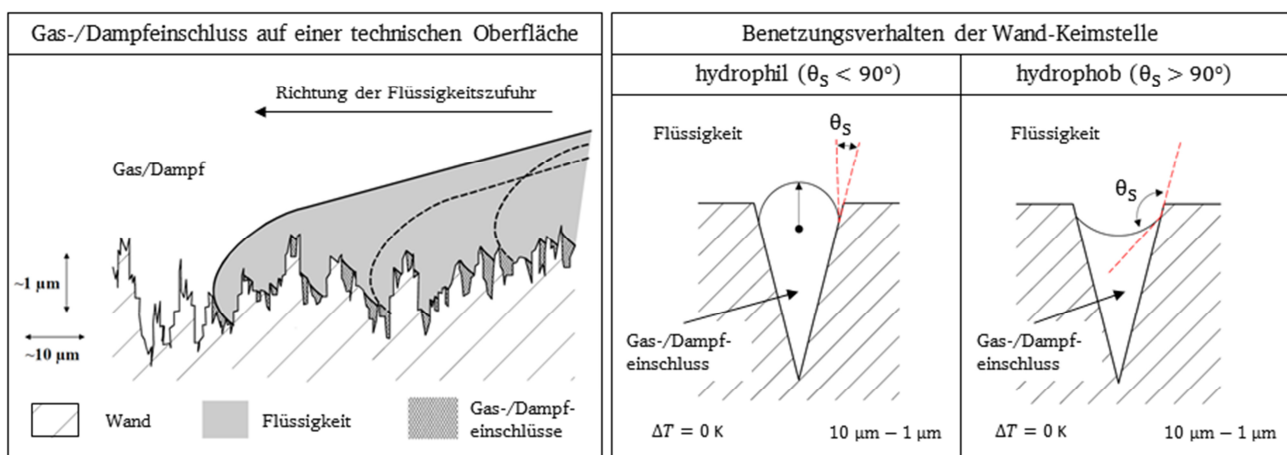 Gas-/Dampfeinschluss auf einer technischen Oberfläche
Richtung der Flüssigkeitszufuhr
Gas/Dampf
~1 µm
~10 µm
Wand
Flüssigkeit
Gas-/Dampf-
einschlüsse
Benetzungsverhalten der Wand-Keimstelle
hydrophil (θS < 90°)
hydrophob (θS > 90°)
Flüssigkeit
θS
Gas-/Dampf-
einschluss
ΔT = 0 K
10 µm – 1 µm
Flüssigkeit
θS
Gas-/Dampf-
einschluss
ΔT = 0 K
10 µm – 1 µm